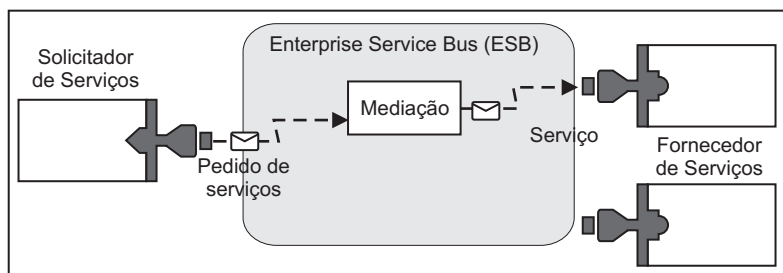 Enterprise Service Bus (ESB)
Solicitador
de Serviços
Mediação
Pedido de
serviços
Serviço
Fornecedor
de Serviços